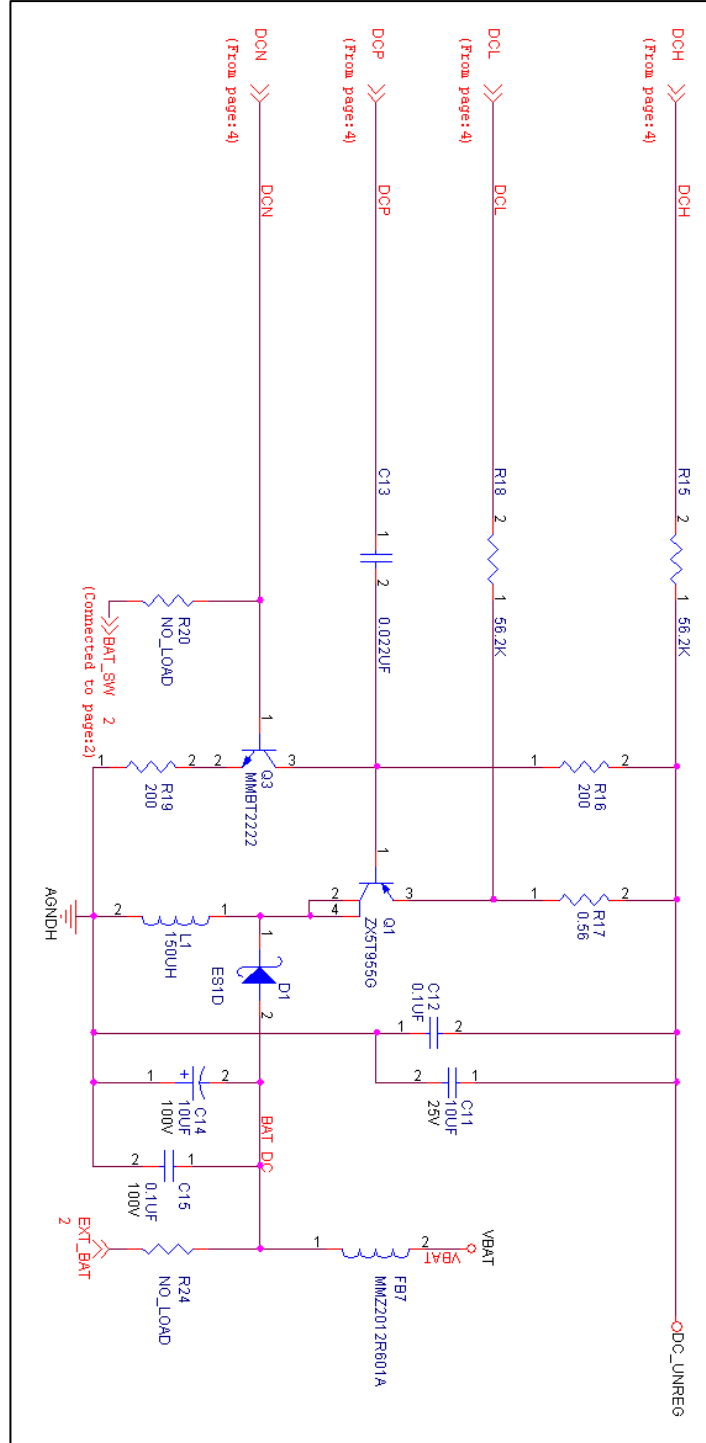 DCH
(From page:4)
DCH
R15
2
1
56.2K
DCL
(From page:4)
DCL
R18
2
1
56.2K
DCP
(From page:4)
DCP
C13
1
2
0.022UF
DCN
(From page:4)
DCN
R20
NO_LOAD
BAT_SW 2
(Connected to page:2)
1
2
3
Q3
MMBT2222
1
2
R19
200
1
2
R16
200
1
2
4
3
Q1
ZX5T955G
1
2
R17
0.56
AGNDH
2
1
L1
150UH
1
2
D1
ES1D
1
2
C12
0.1UF
2
1
C11
10UF
25V
1
2
+
C14
10UF
100V
2
1
C15
0.1UF
100V
BAT_DC
EXT_BAT
2
R24
NO_LOAD
1
2
FB7
MMZ2012R601A
VBAT
VBAT
DC_UNREG